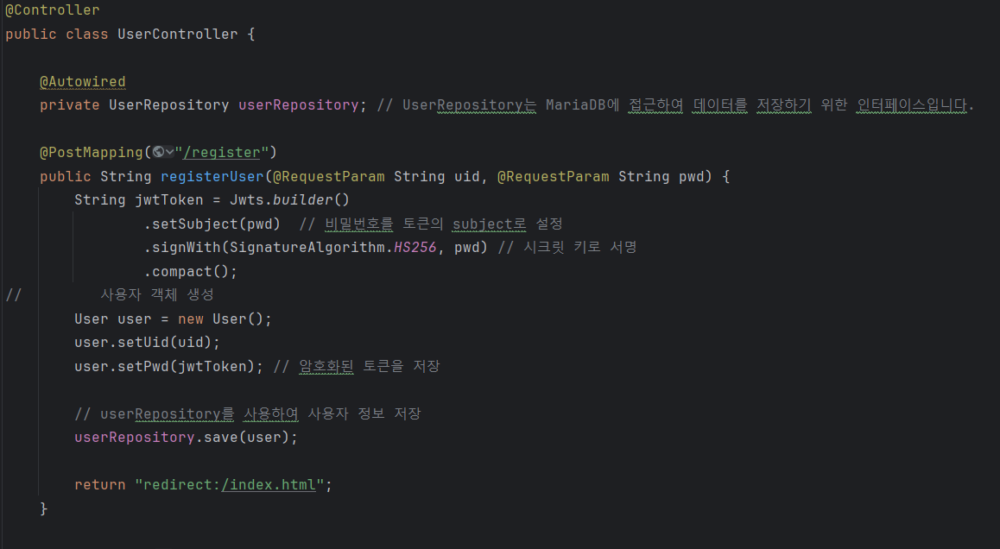 @Controller
public class UserController {
@Autowired
private UserRepository userRepository; // UserRepository는 MariaDB에 접근하여 데이터를 저장하기 위한 인터페이스입니다.
@PostMapping("/register")
public String registerUser(@RequestParam String uid, @RequestParam String pwd) {
String jwtToken = Jwts.builder()
.setSubject(pwd) // 비밀번호를 토큰의 subject로 설정
.signWith(SignatureAlgorithm.HS256, pwd) // 시크릿 키로 서명
.compact();
// 사용자 객체 생성
User user = new User();
user.setUid(uid);
user.setPwd(jwtToken); // 암호화된 토큰을 저장
// userRepository를 사용하여 사용자 정보 저장
userRepository.save(user);
return "redirect:/index.html";
}